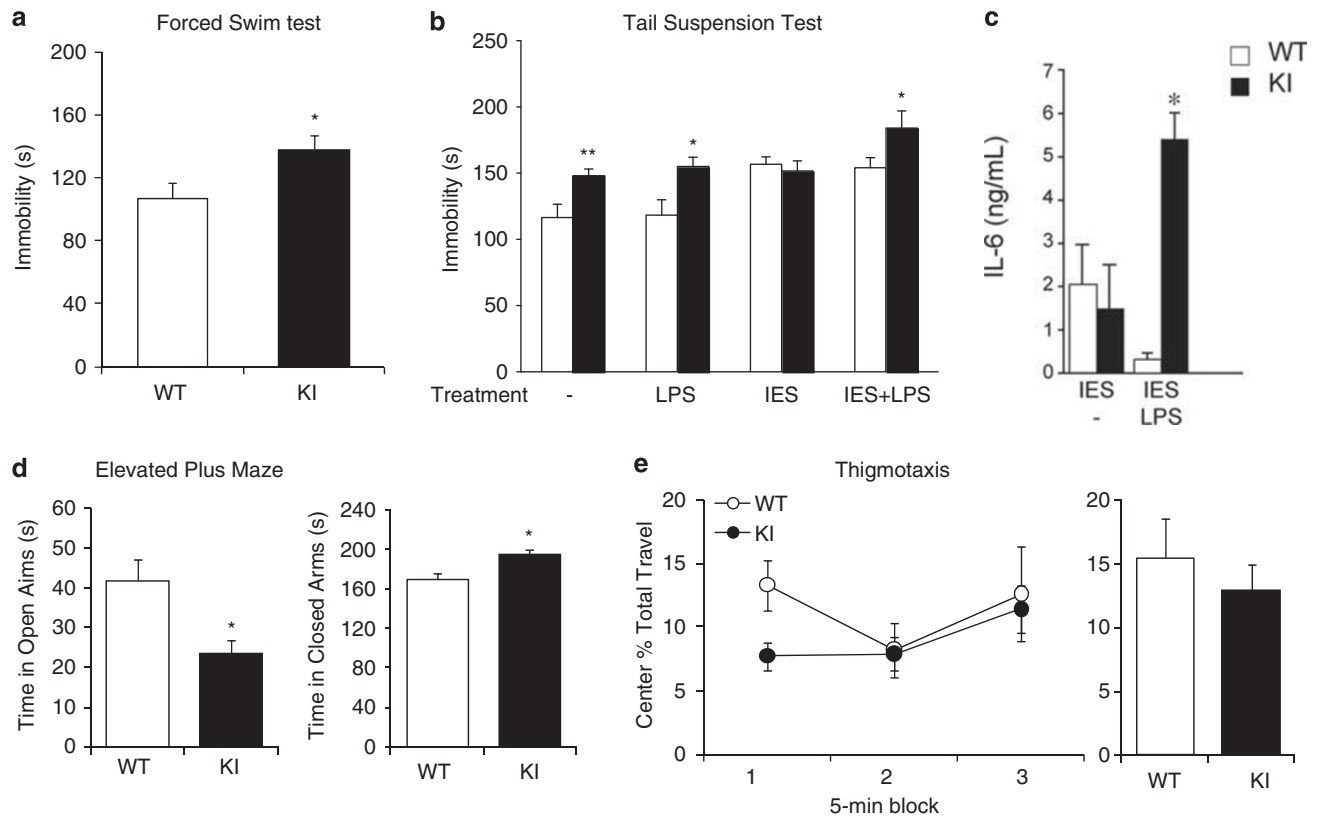 a
Forced Swim test
200
160
120
80
40
0
Immobility (s)
*
WT
KI
b
Tail Suspension Test
250
200
150
100
50
0
Immobility (s)
**
*
*
Treatment - LPS IES IES+LPS
c
WT
KI
7
6
5
4
3
2
1
0
IL-6 (ng/mL)
*
IES IES
- LPS
d
Elevated Plus Maze
60
50
40
30
20
10
0
Time in Open Aims (s)
*
WT
KI
240
200
160
120
80
40
0
Time in Closed Arms (s)
*
WT
KI
e
Thigmotaxis
20
15
10
5
0
Center % Total Travel
WT
KI
1 2 3
5-min block
20
15
10
5
0
WT
KI